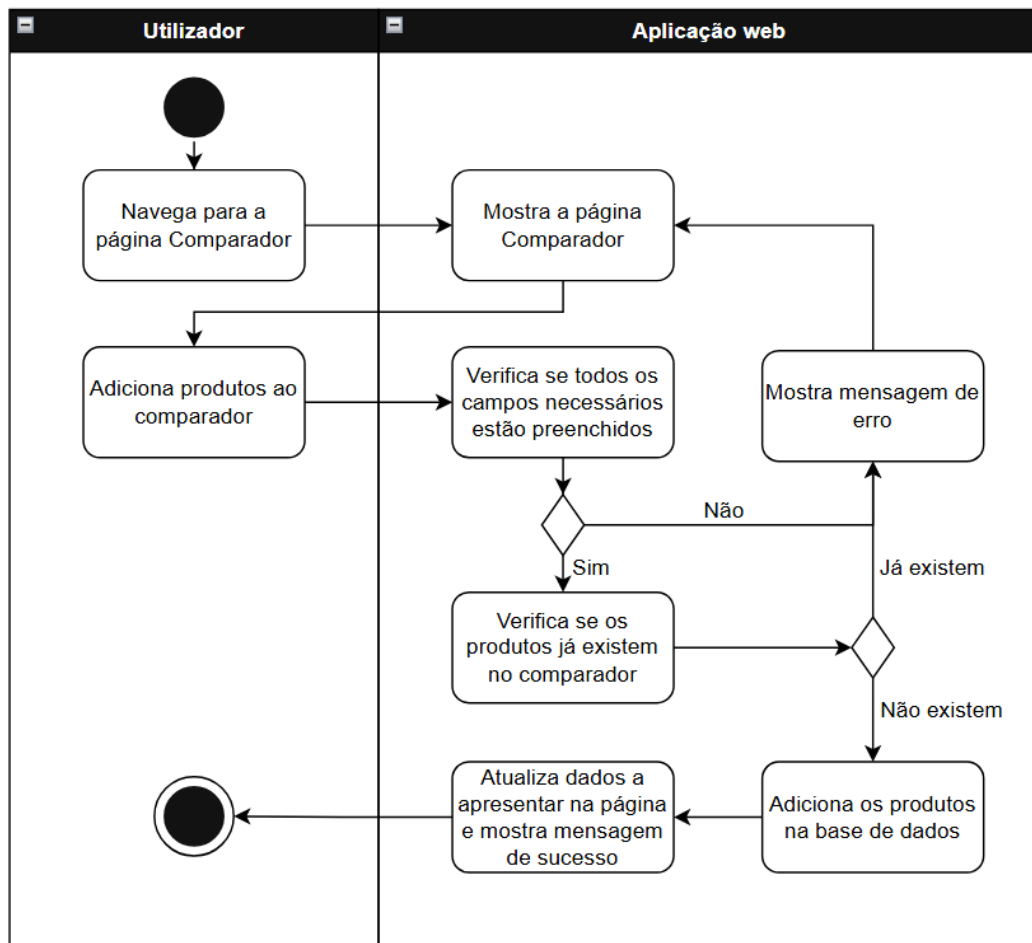 Utilizador
Aplicação web
Navega para a
página Comparador
Mostra a página
Comparador
Adiciona produtos ao
comparador
Verifica se todos os
campos necessários
estão preenchidos
Mostra mensagem de
erro
Não
Sim
Já existem
Verifica se os
produtos já existem
no comparador
Não existem
Atualiza dados a
apresentar na página
e mostra mensagem
de sucesso
Adiciona os produtos
na base de dados